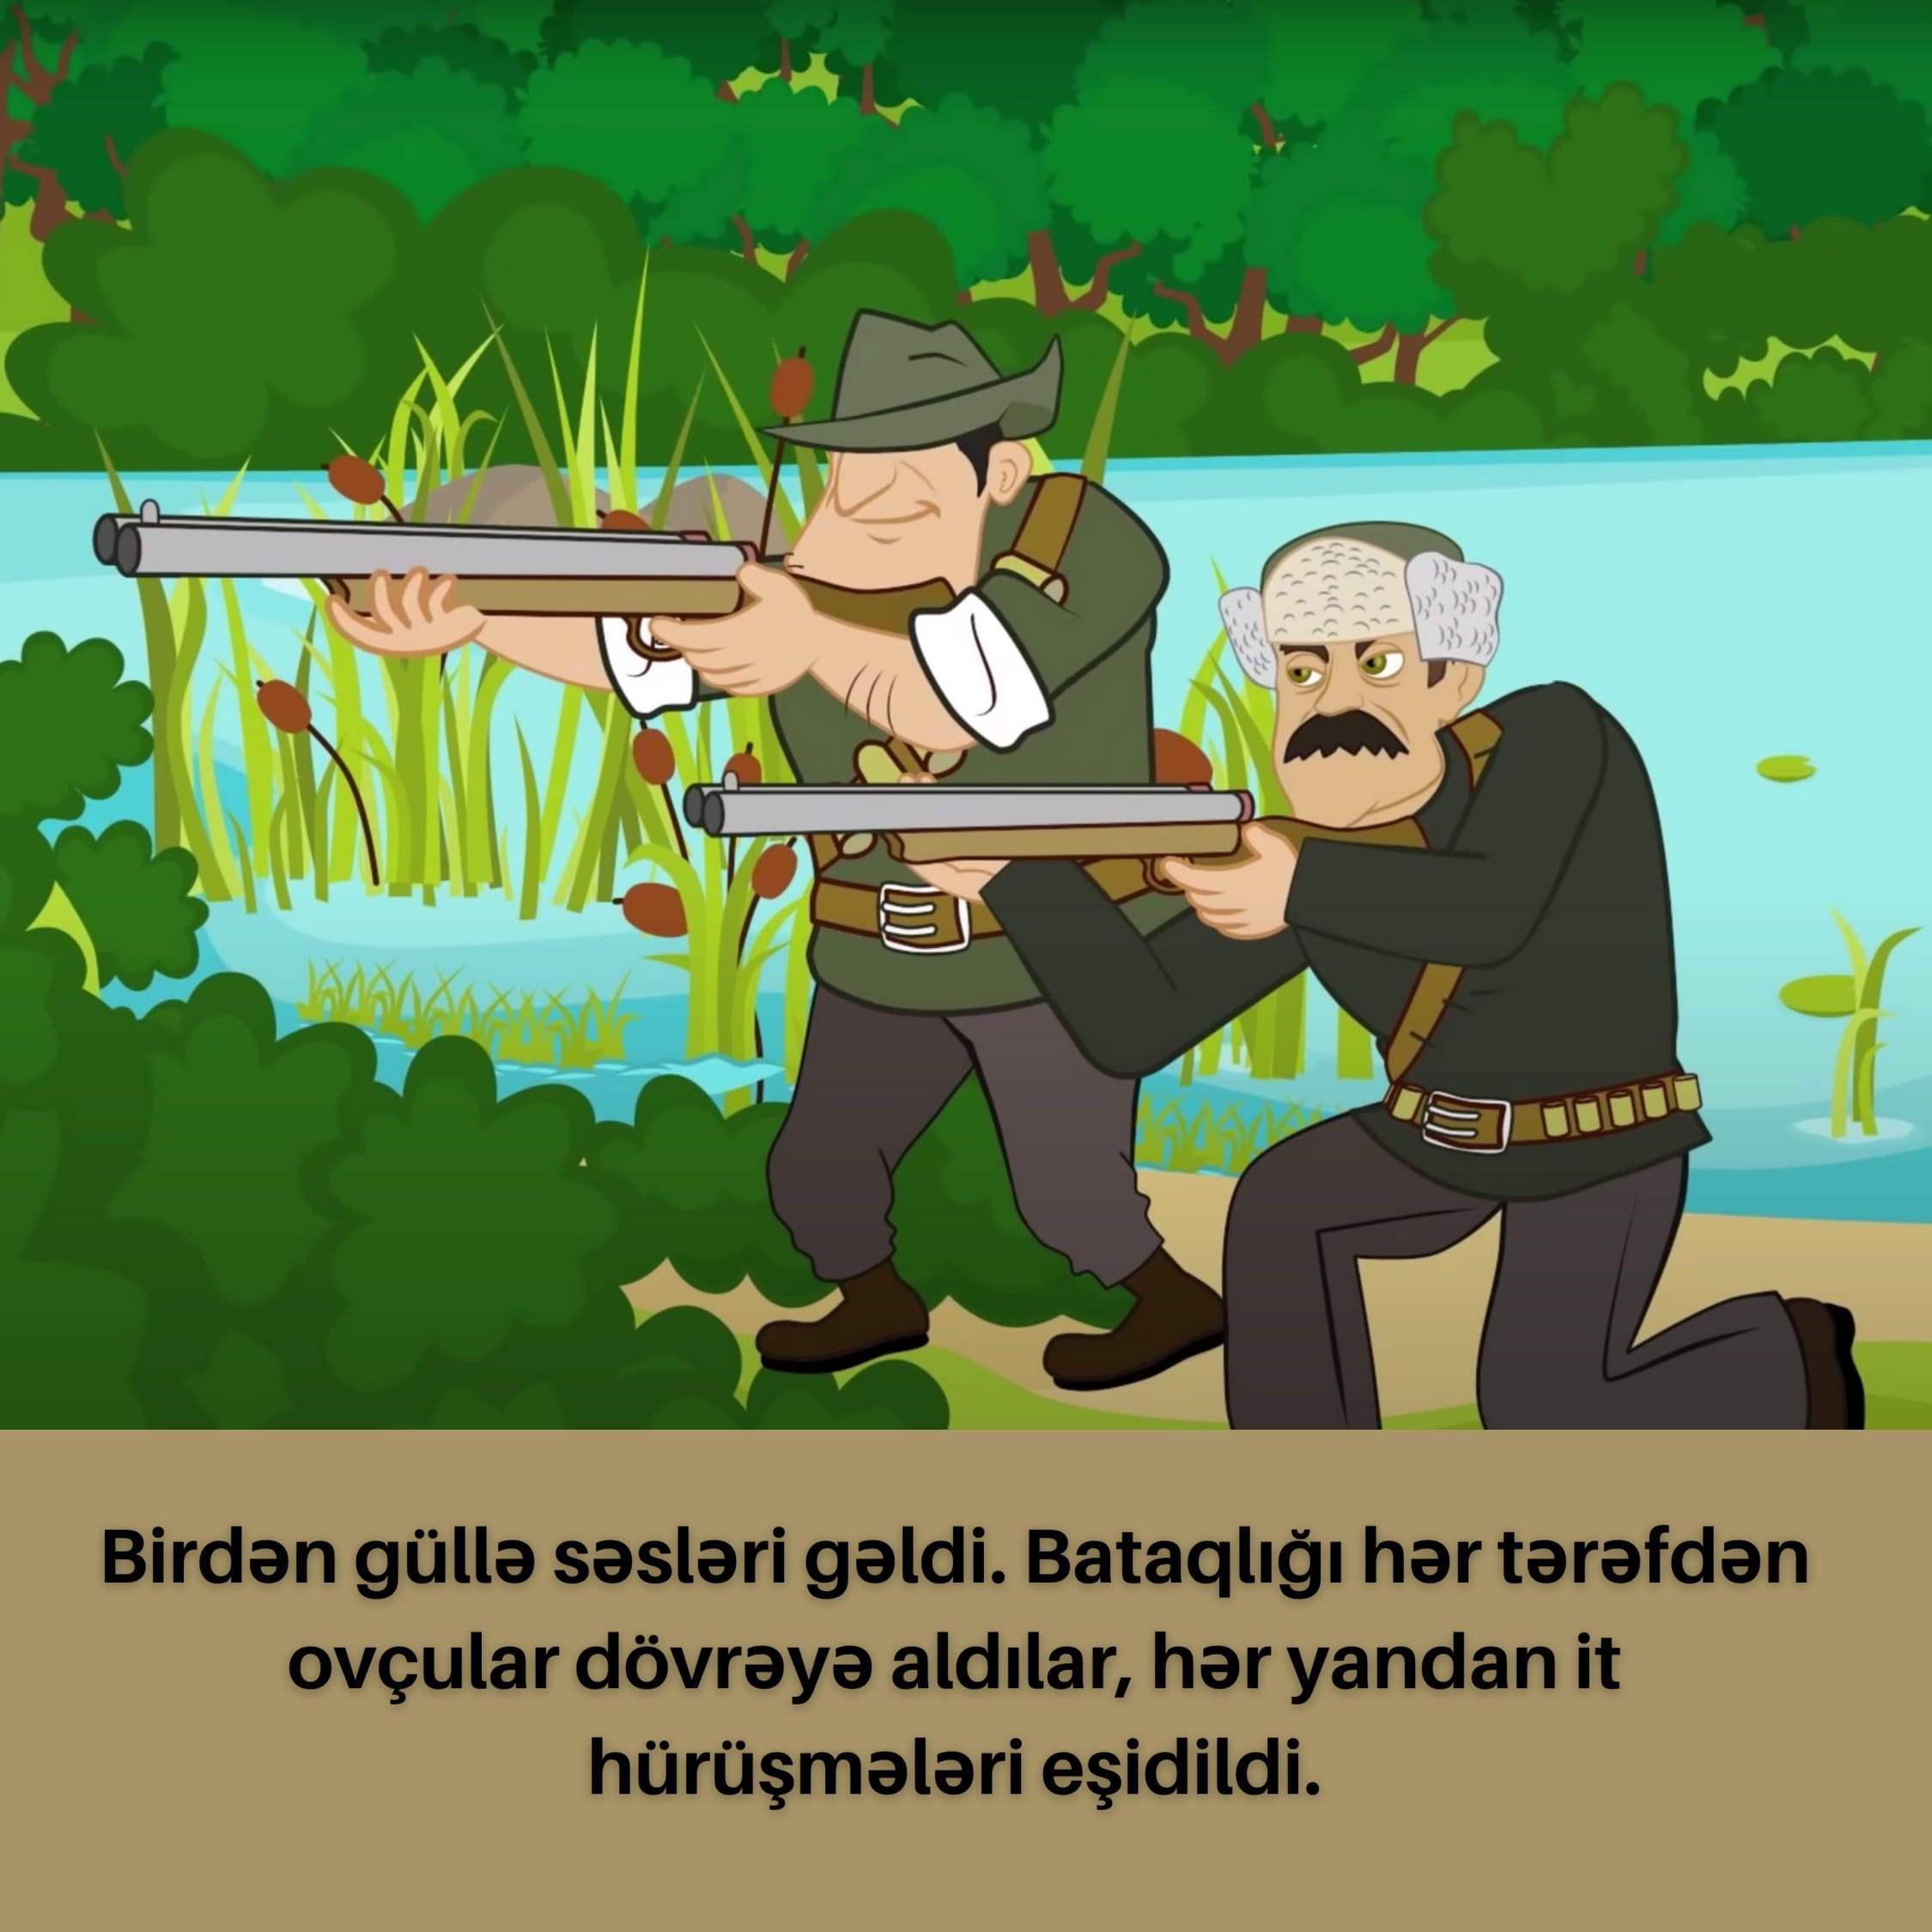 Birdən güllə səsləri gəldi. Bataqlığı hər tərəfdən
ovçular dövrəyə aldılar, hər yandan it
hürüşmələri eşidildi.